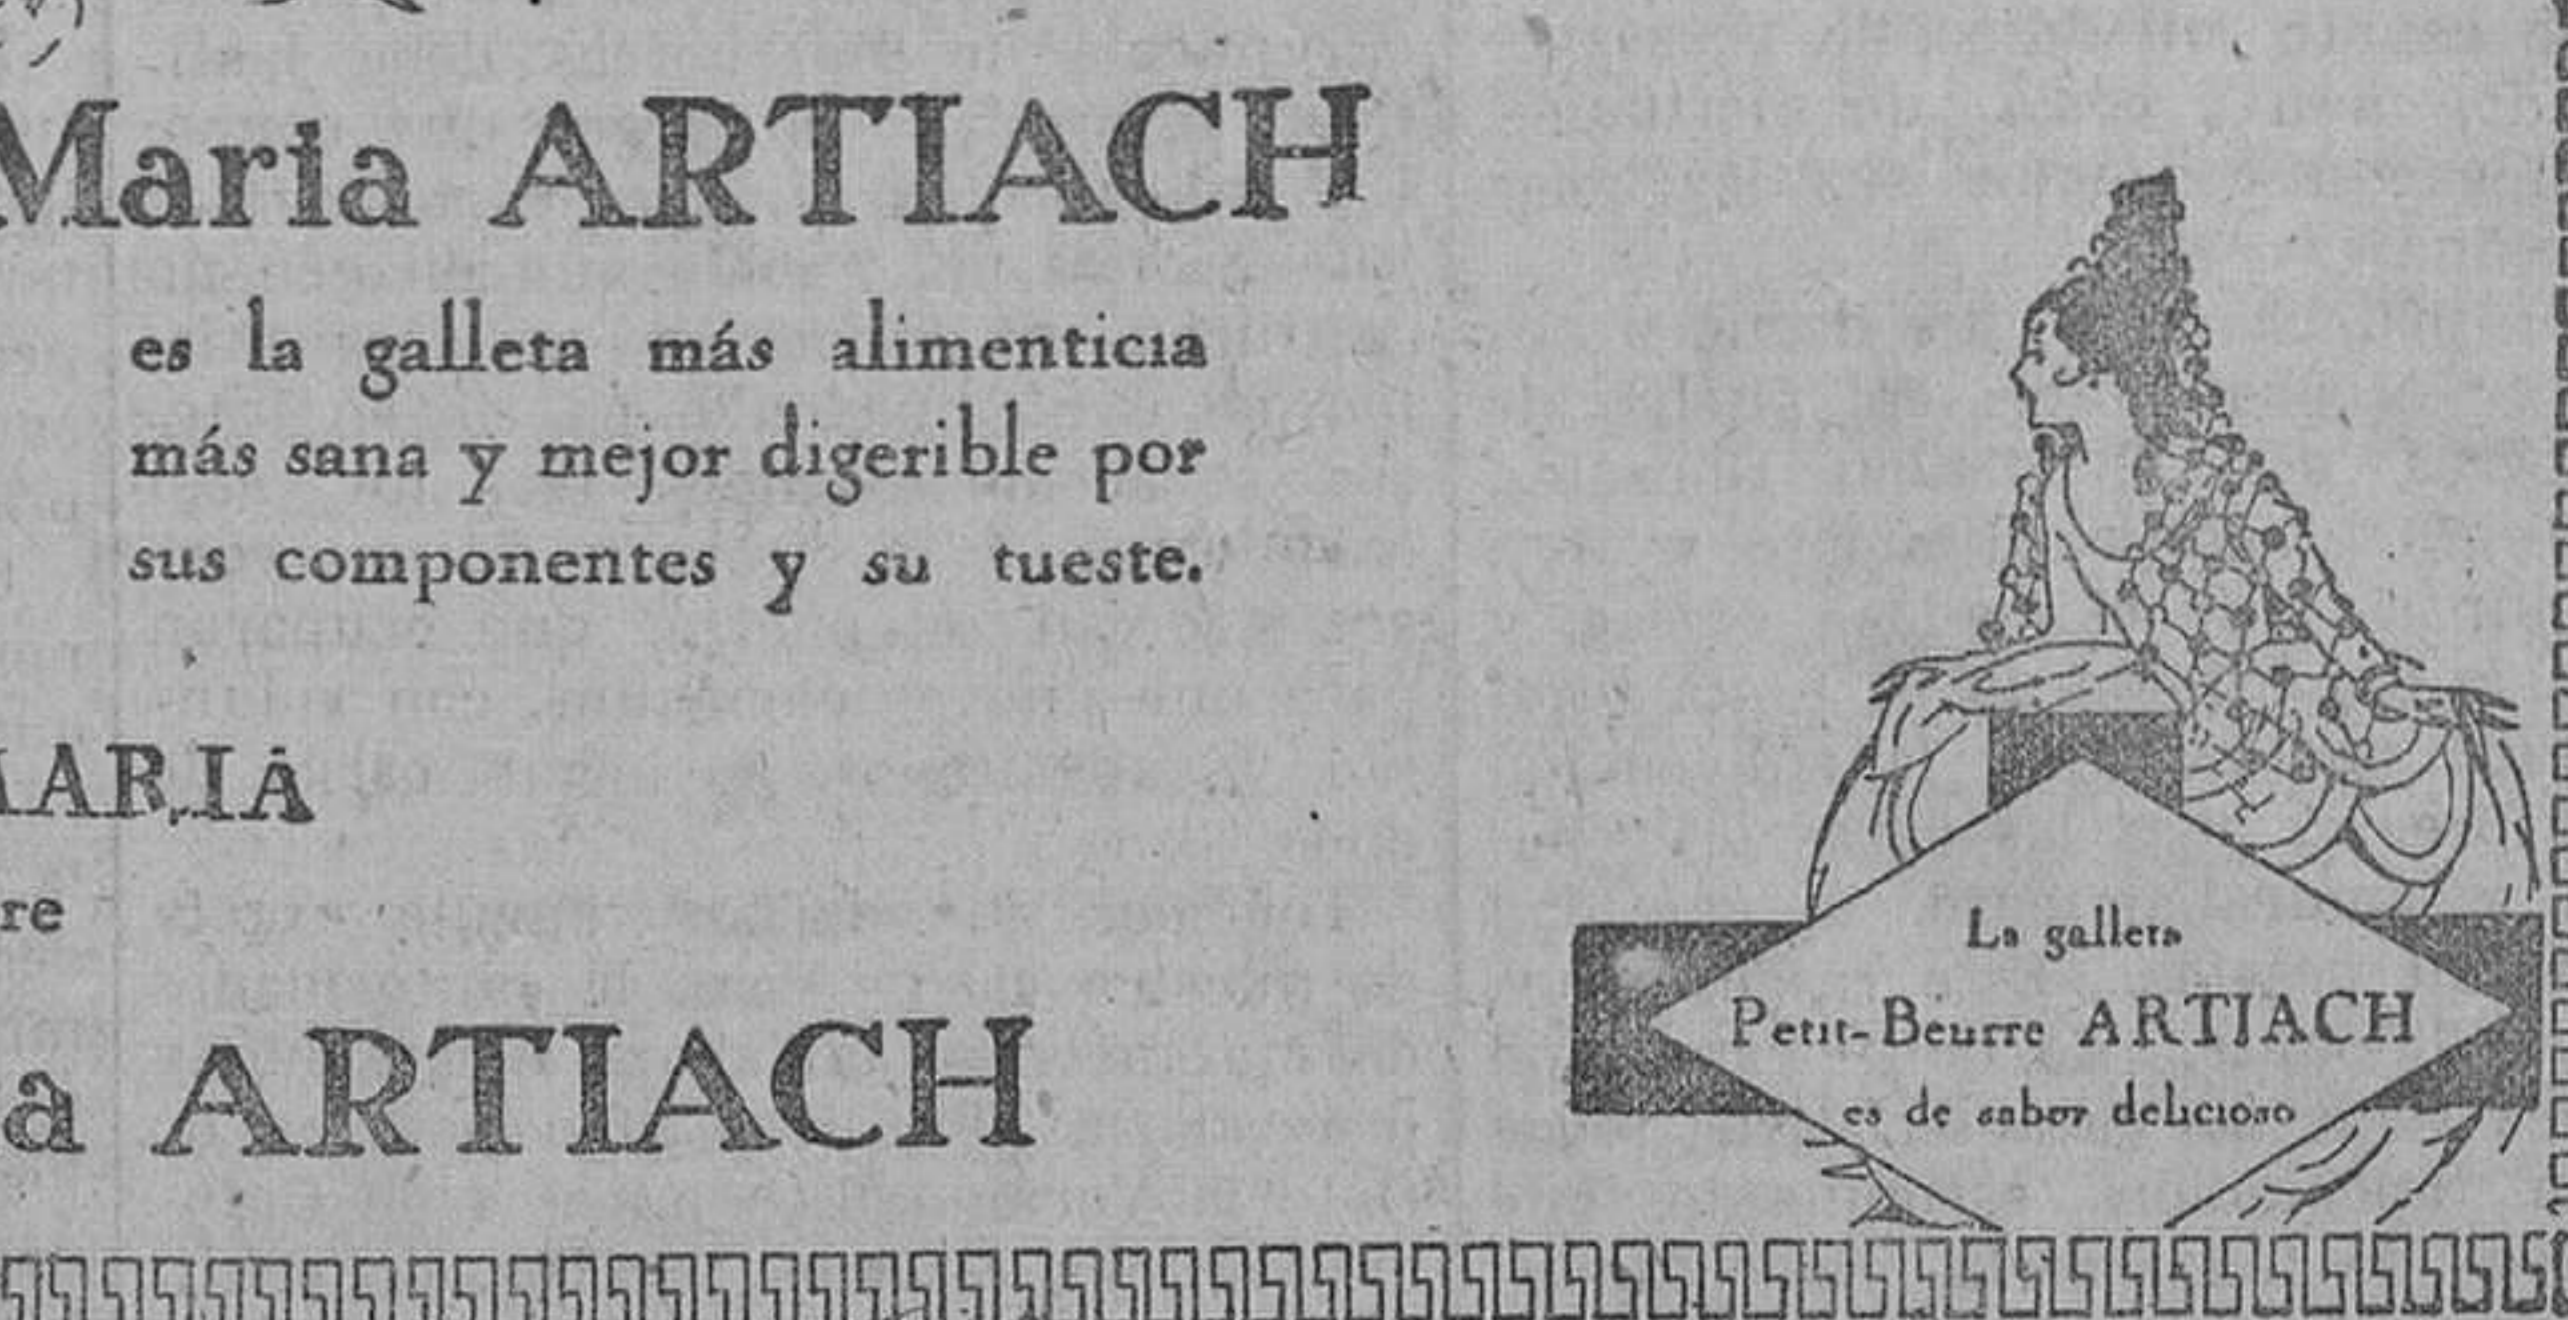 Maria ARTIACH
es la galleta más alimenticia
más sana y mejor digerible por
sus componentes y su tueste.
ARIA
re
a ARTIACH
La galleta
Petit-Beurre ARTIACH
es de sabor delicioso